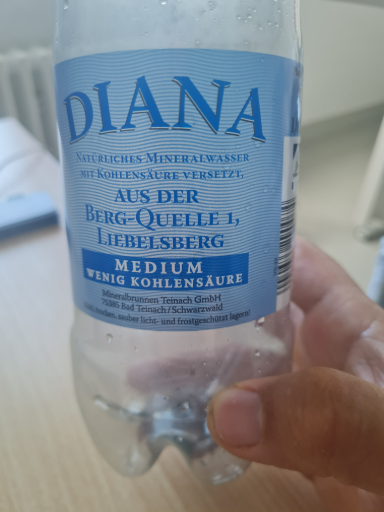 DIANA
NATÜRLICHES MINERALWASSER
MIT KOHLENSÄURE VERSETZT,
AUS DER
BERG-QUELLE 1,
LIEBELSBERG
MEDIUM
WENIG KOHLENSÄURE
Mineralbrunnen Teinach GmbH
75385 Bad Teinach/Schwarzwald
trocken, sauber licht- und frostgeschützt lagern!